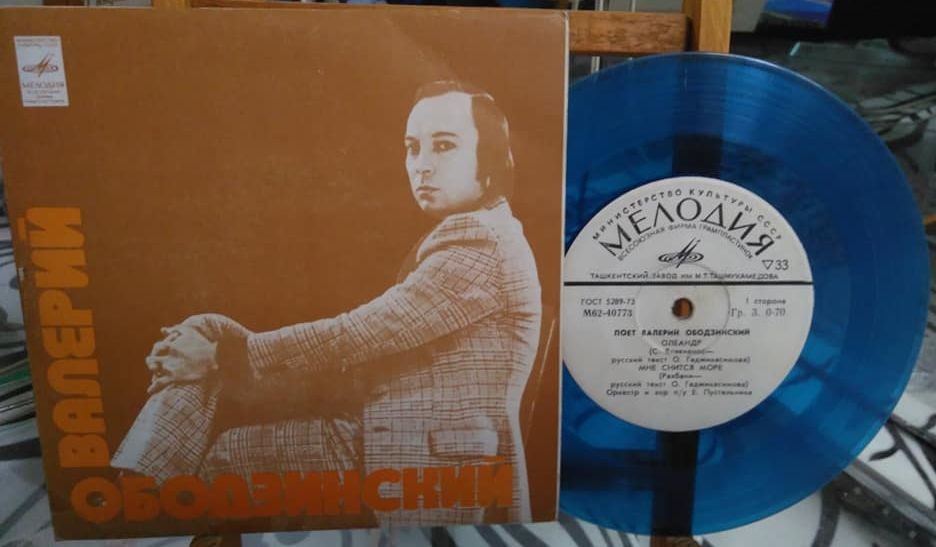 МЕЛОДИЯ
ВАЛЕРИЙ
ОБОДЗИНСКИЙ
МИНИСТЕРСТВО КУЛЬТУРЫ СССР
МЕЛОДИЯ
ВСЕСОЮЗНАЯ ФИРМА ГРАМПЛАСТИНОК
▽33
ТАШКЕНТСКИЙ ЗАВОД ИМ М.Т.ТАШМУХАМЕДОВА
ГОСТ 5289-73
1 сторона
М62-40773
Гр. 3. 0-70
ПОЕТ ВАЛЕРИЙ ОБОДЗИНСКИЙ
ОЛЕАНДР
русский текст О. Гаджикасимова)
МНЕ СНИТСЯ МОРЕ
(Рахбани—
русский текст О. Гаджикасимова)
Оркестр и хор п/у Е. Пустыльника